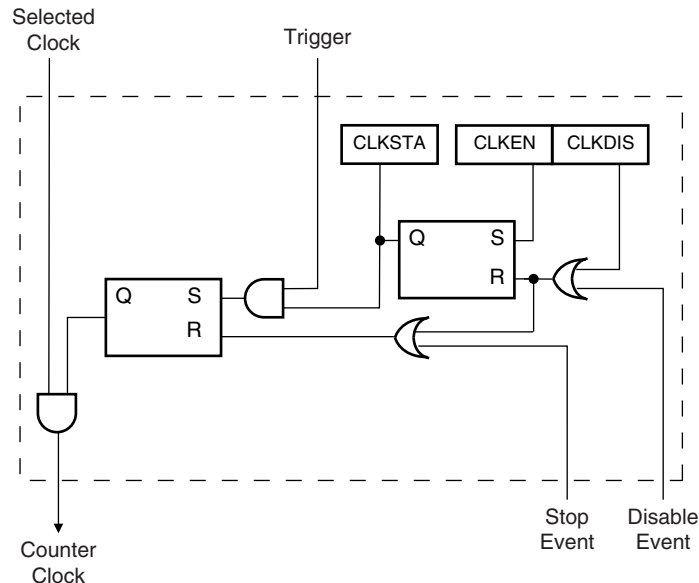 Selected
Clock
Trigger
CLKSTA
CLKEN
CLKDIS
Q
S
R
Q
S
R
Stop
Event
Disable
Event
Counter
Clock